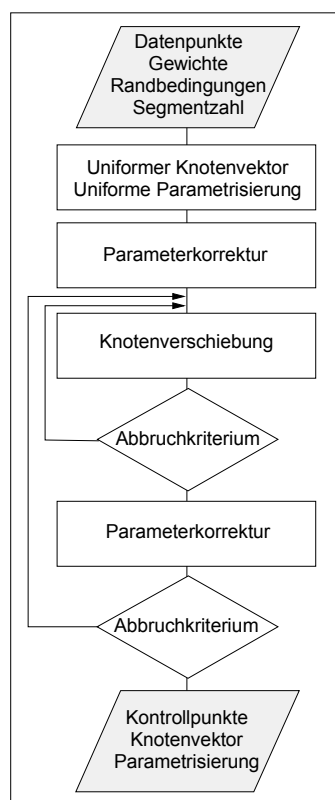 Datenpunkte
Gewichte
Randbedingungen
Segmentzahl
Uniformer Knotenvektor
Uniforme Parametrisierung
Parameterkorrektur
Knotenverschiebung
Abbruchkriterium
Parameterkorrektur
Abbruchkriterium
Kontrollpunkte
Knotenvektor
Parametrisierung